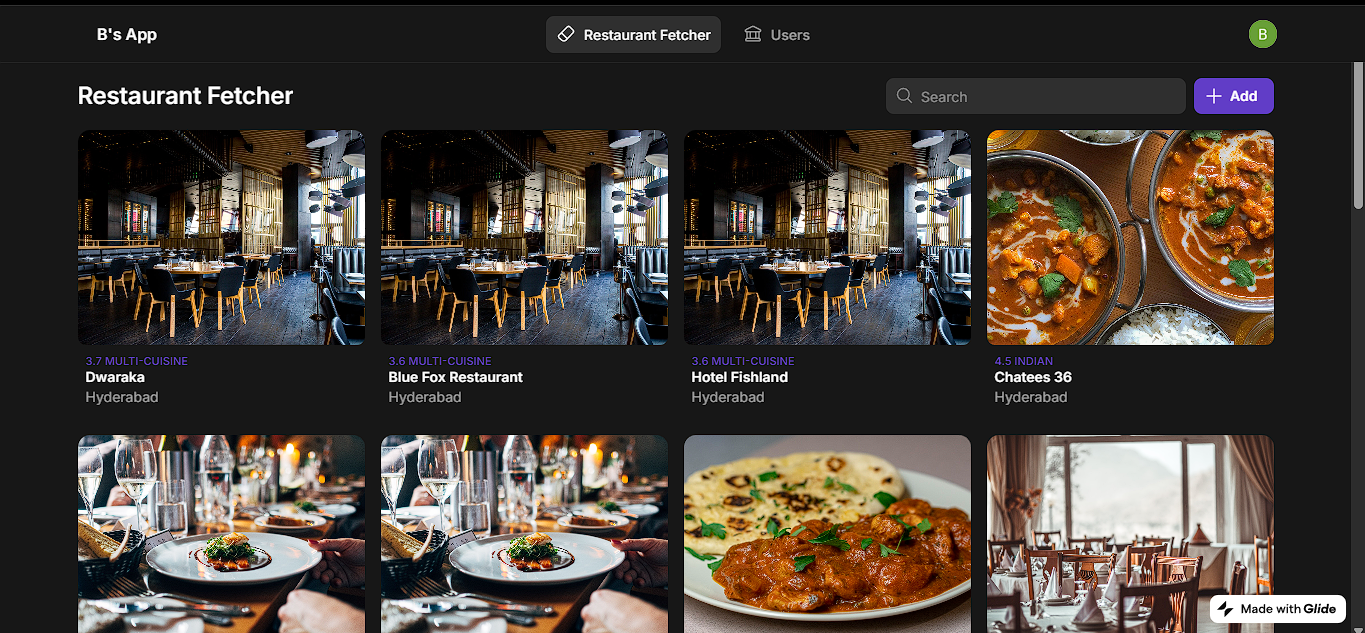 B's App
Restaurant Fetcher
Users
B
Restaurant Fetcher
Search
Add
3.7 MULTI-CUISINE
Dwaraka
Hyderabad
3.6 MULTI-CUISINE
Blue Fox Restaurant
Hyderabad
3.6 MULTI-CUISINE
Hotel Fishland
Hyderabad
4.5 INDIAN
Chatees 36
Hyderabad
Made with Glide